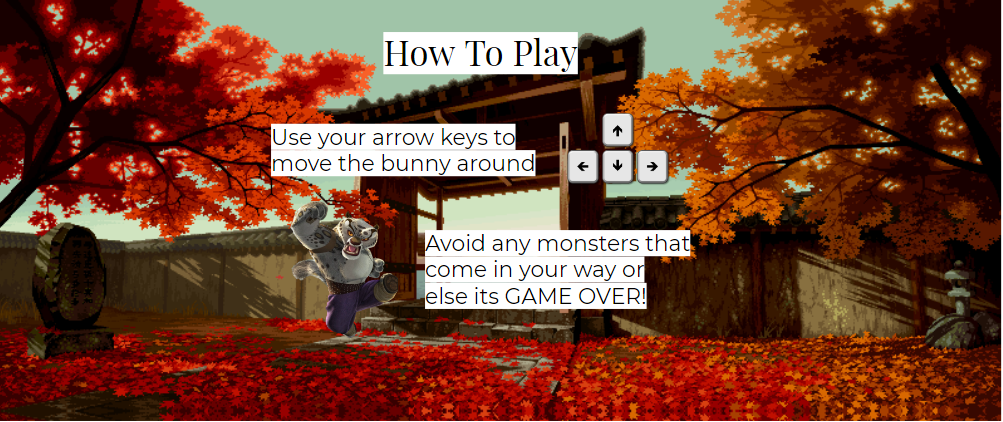 How To Play
Use your arrow keys to
move the bunny around
Avoid any monsters that
come in your way or
else its GAME OVER!